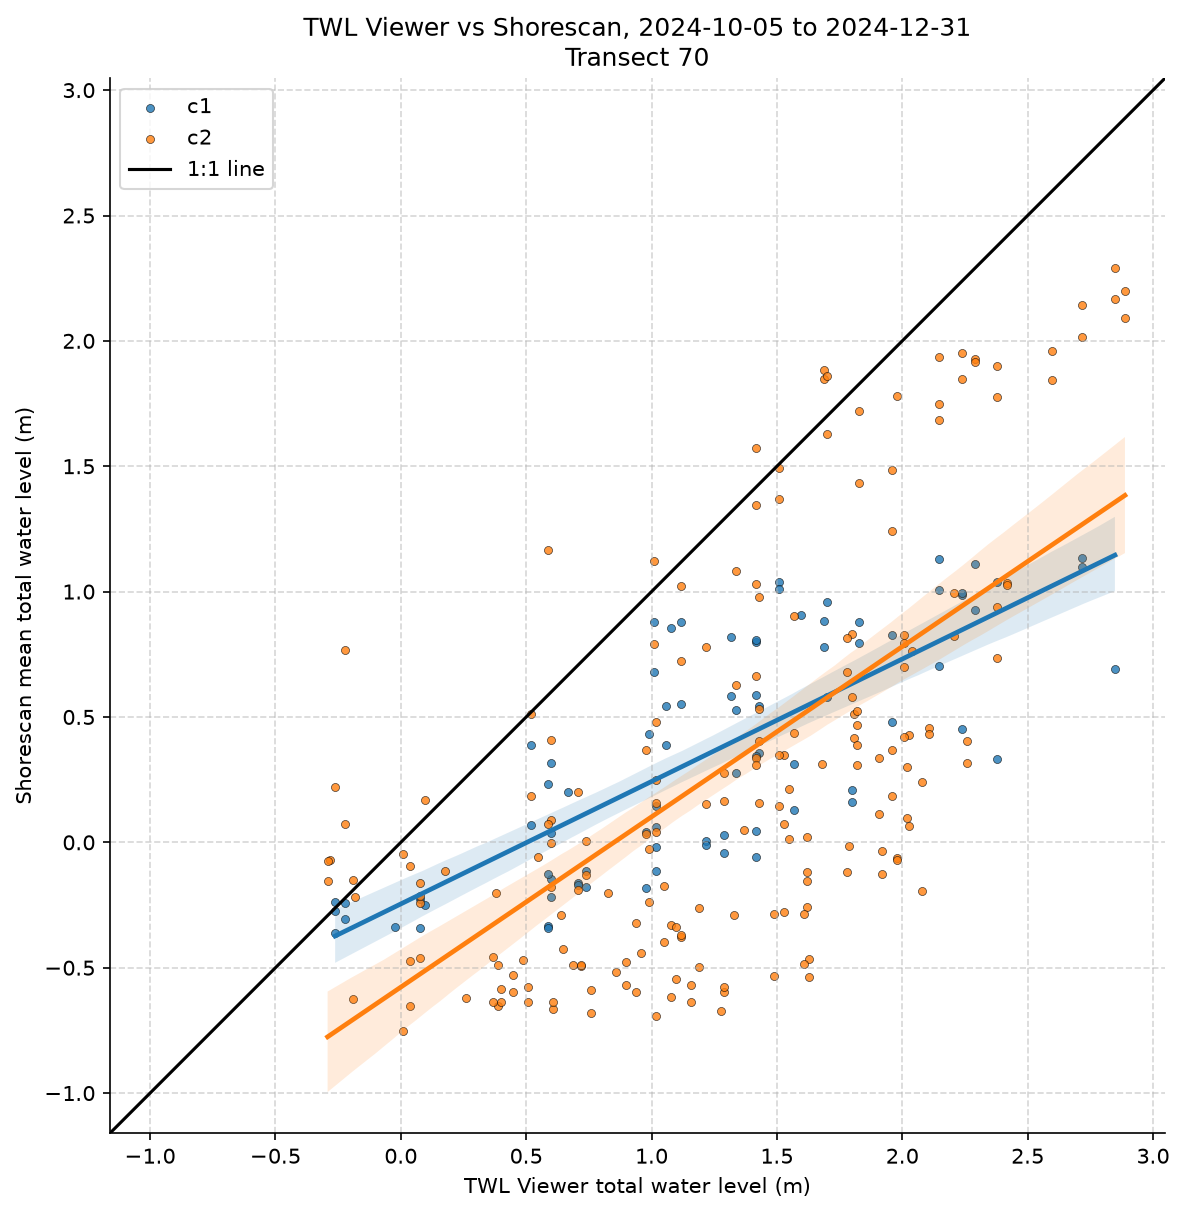 TWL Viewer vs Shorescan, 2024-10-05 to 2024-12-31
Transect 70
c1
c2
1:1 line
3.0
2.5
2.0
1.5
1.0
0.5
0.0
−0.5
−1.0
Shorescan mean total water level (m)
−1.0 −0.5 0.0 0.5 1.0 1.5 2.0 2.5 3.0
TWL Viewer total water level (m)